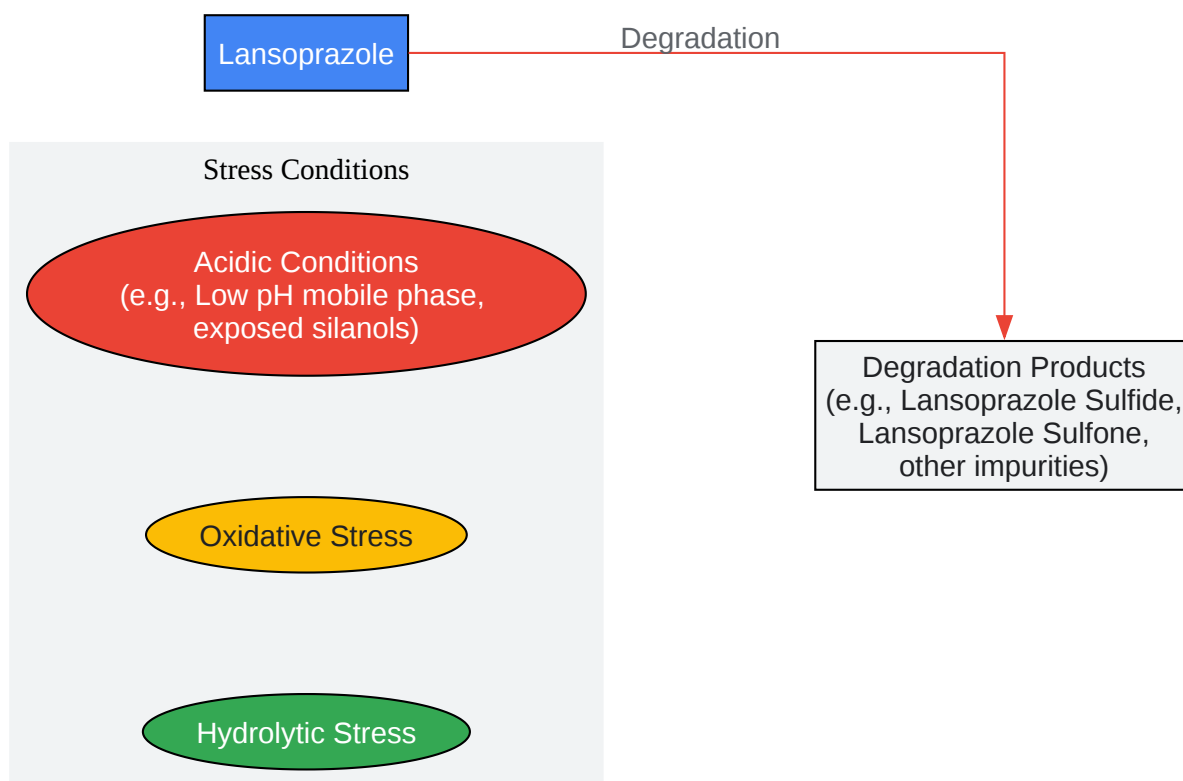 Lansoprazole
Degradation
Stress Conditions
Acidic Conditions
(e.g., Low pH mobile phase,
exposed silanols)
Degradation Products
(e.g., Lansoprazole Sulfide,
Lansoprazole Sulfone,
other impurities)
Oxidative Stress
Hydrolytic Stress